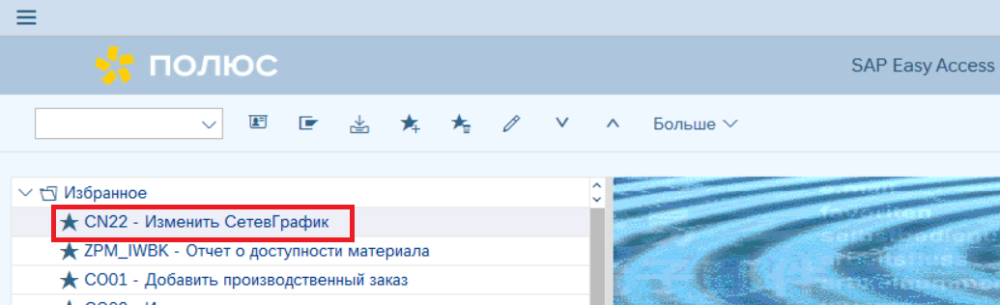 ПОЛЮС
SAP Easy Access
Больше
Избранное
CN22 - Изменить СетевГрафик
ZPM_IWBK - Отчет о доступности материала
CO01 - Добавить производственный заказ